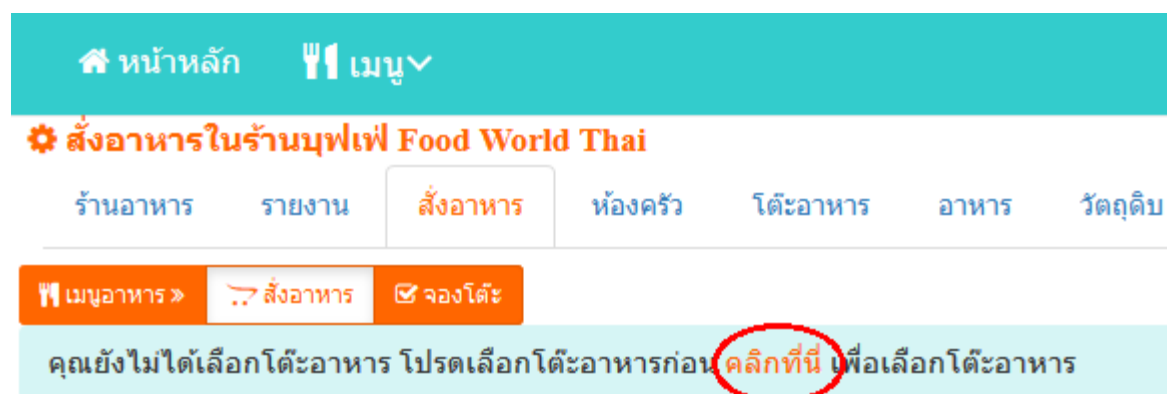 หน้าหลัก เมนู
สั่งอาหารในร้านบุฟเฟ่ Food World Thai
ร้านอาหาร รายงาน สั่งอาหาร ห้องครัว โต๊ะอาหาร อาหาร วัตถุดิบ
เมนูอาหาร » สั่งอาหาร จองโต๊ะ
คุณยังไม่ได้เลือกโต๊ะอาหาร โปรดเลือกโต๊ะอาหารก่อน คลิกที่นี่ เพื่อเลือกโต๊ะอาหาร